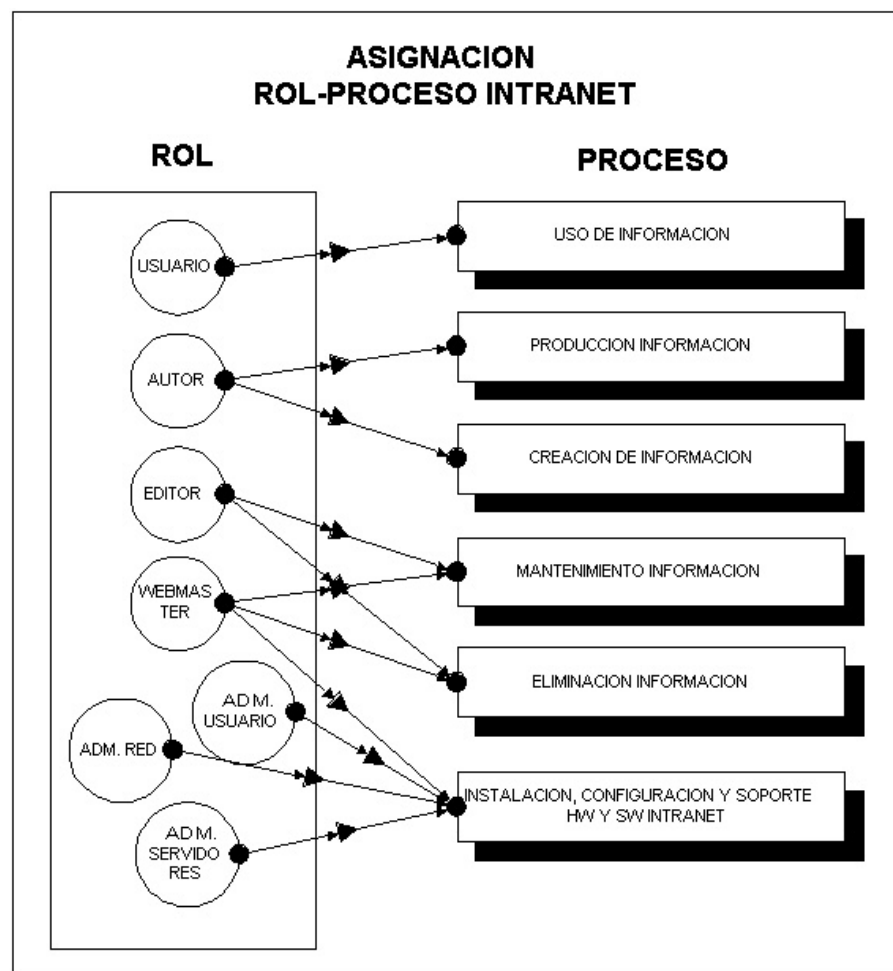 ASIGNACION
ROL-PROCESO INTRANET
ROL
PROCESO
USUARIO
USO DE INFORMACION
AUTOR
PRODUCCION INFORMACION
CREACION DE INFORMACION
EDITOR
MANTENIMIENTO INFORMACION
WEBMAS
TER
ELIMINACION INFORMACION
ADM.
USUARIO
ADM. RED
INSTALACION, CONFIGURACION Y SOPORTE
HW Y SW INTRANET
ADM.
SERVIDO
RES